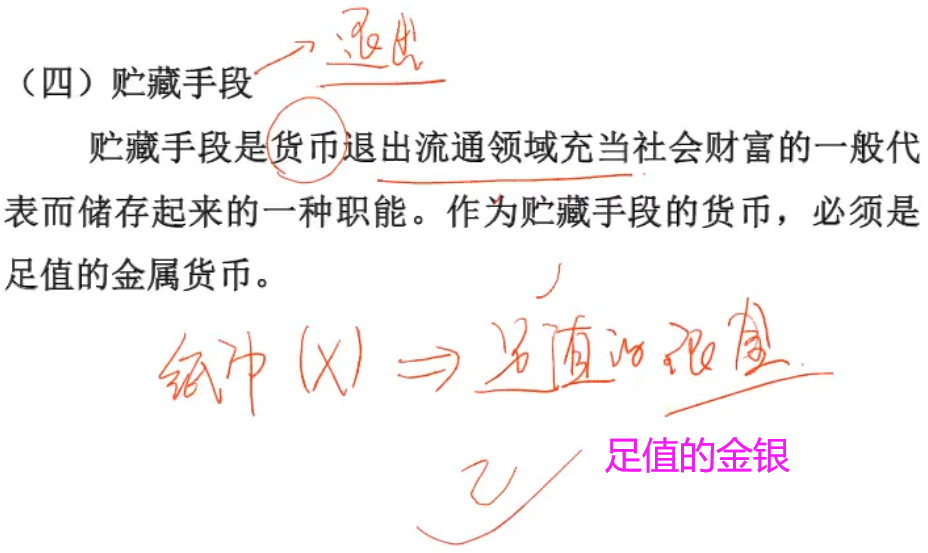 退出
（四）贮藏手段
贮藏手段是货币退出流通领域充当社会财富的一般代
表而储存起来的一种职能。作为贮藏手段的货币，必须是
足值的金属货币。
纸币(X) ⇒ 足值的银金
足值的金银